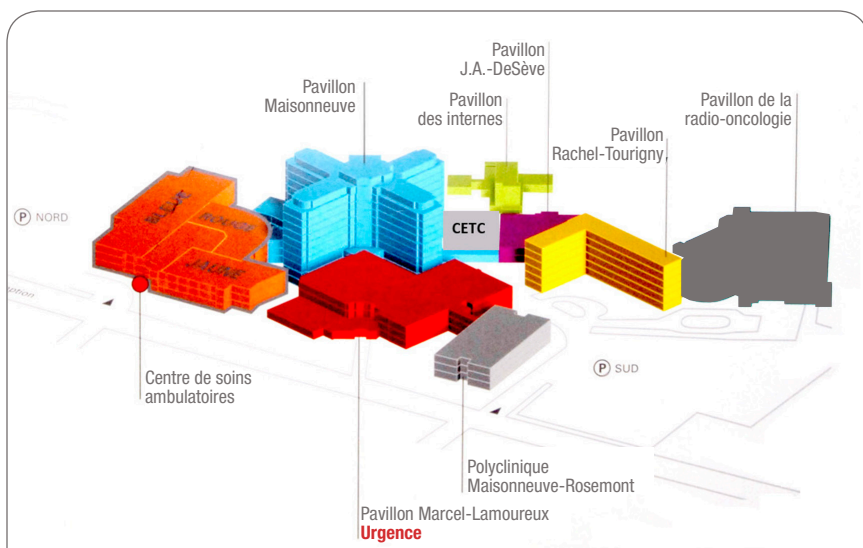 Pavillon
J.A.-DeSève
Pavillon
Maisonneuve
Pavillon
des internes
Pavillon de la
radio-oncologie
Pavillon
Rachel-Tourigny,
BLEUE
ROUGE
JAUNE
P NORD
CETC
P SUD
Centre de soins
ambulatoires
Polyclinique
Maisonneuve-Rosemont
Pavillon Marcel-Lamoureux
Urgence